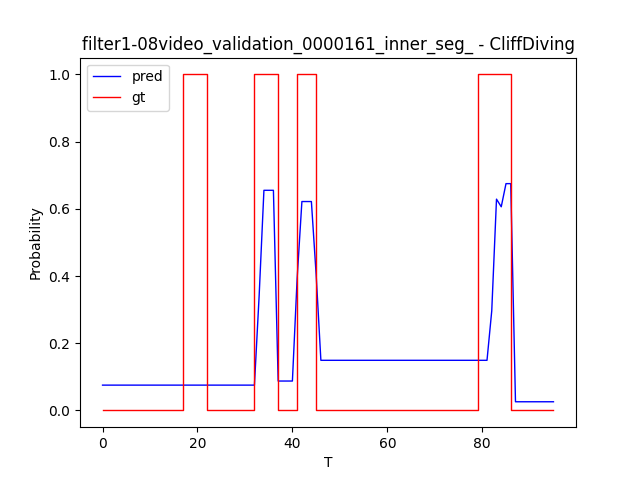 filter1-08video_validation_0000161_inner_seg_ - CliffDiving
pred
gt
1.0
0.8
0.6
0.4
0.2
0.0
Probability
0
20
40
60
80
T